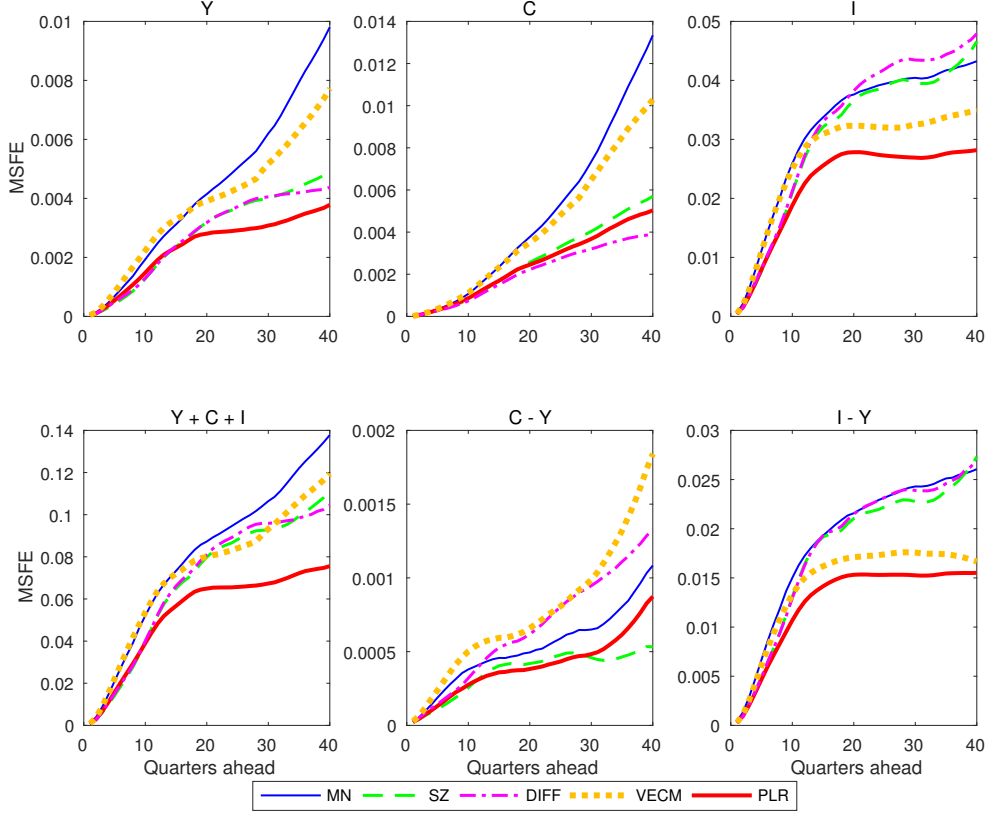 Y C I
0.01 0.014 0.05
0.012
0.008 0.04
0.01
0.006 0.008 0.03
MSFE
0.004 0.006 0.02
0.004
0.002 0.01
0.002
0 0 0
0 10 20 30 40 0 10 20 30 40 0 10 20 30 40
Y + C + I C - Y I - Y
0.14 0.002 0.03
0.12 0.025
0.1 0.0015 0.02
0.08
MSFE
0.001 0.015
0.06
0.04 0.0005 0.01
0.02 0.005
0 0 0
0 10 20 30 40 0 10 20 30 40 0 10 20 30 40
Quarters ahead Quarters ahead Quarters ahead
MN SZ DIFF VECM PLR